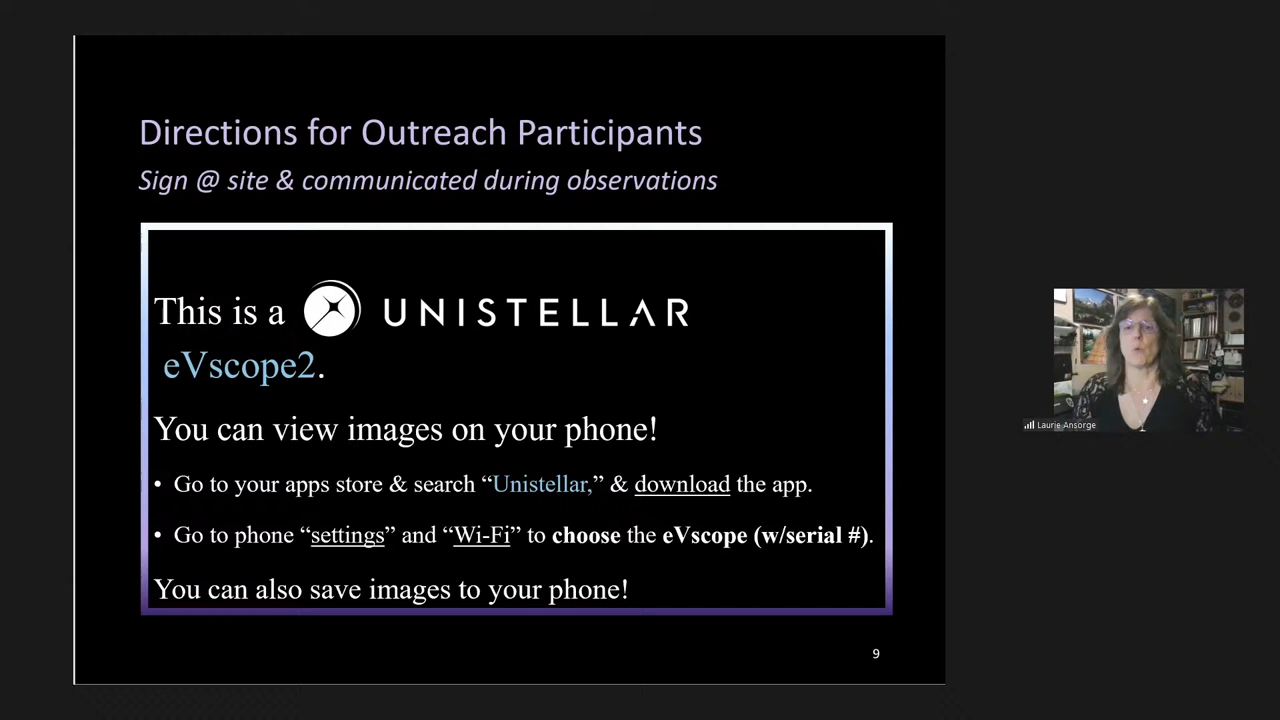 Directions for Outreach Participants
Sign @ site & communicated during observations
This is a UNISTELLAR
eVscope2.
You can view images on your phone!
• Go to your apps store & search “Unistellar,” & download the app.
• Go to phone “settings” and “Wi-Fi” to choose the eVscope (w/serial #).
You can also save images to your phone!
9
Laurie Ansorge